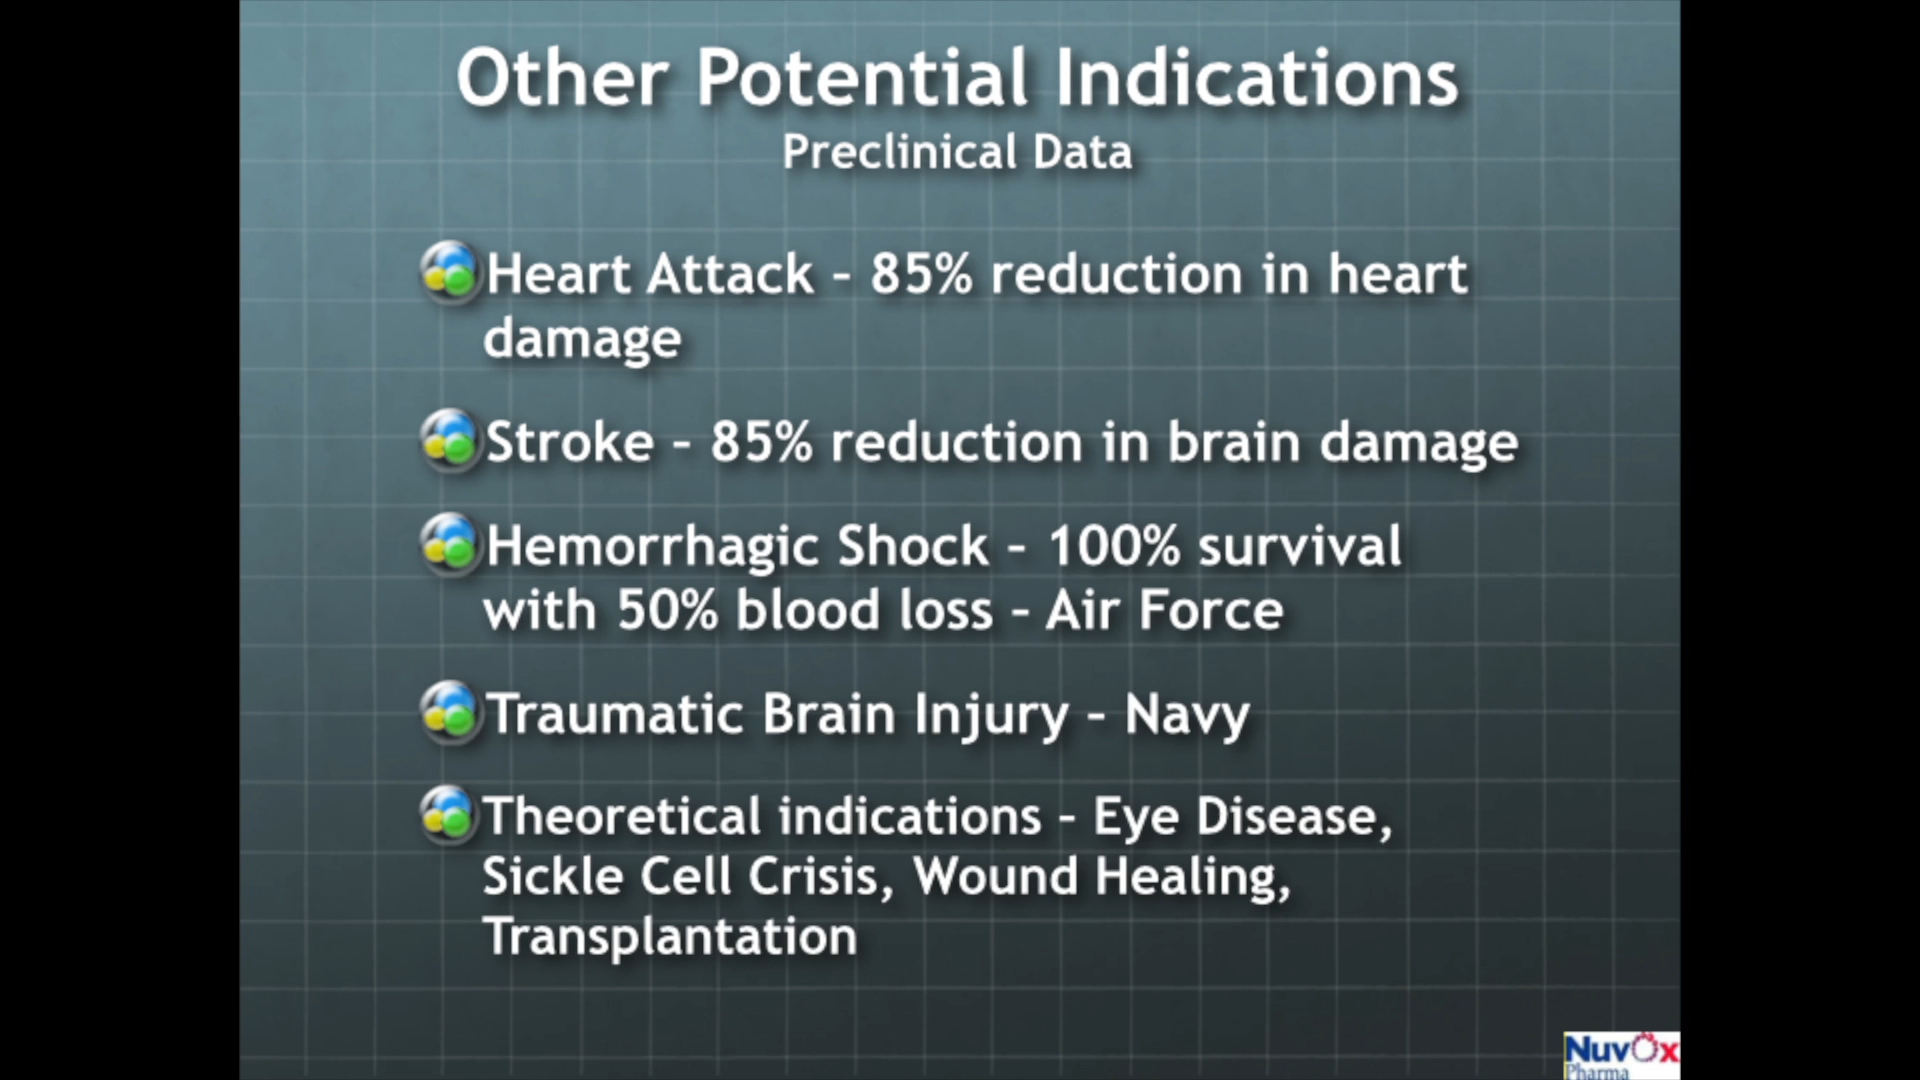 Other Potential Indications
Preclinical Data
Heart Attack – 85% reduction in heart
damage
Stroke – 85% reduction in brain damage
Hemorrhagic Shock – 100% survival
with 50% blood loss – Air Force
Traumatic Brain Injury – Navy
Theoretical indications – Eye Disease,
Sickle Cell Crisis, Wound Healing,
Transplantation
NuvOx
Pharma